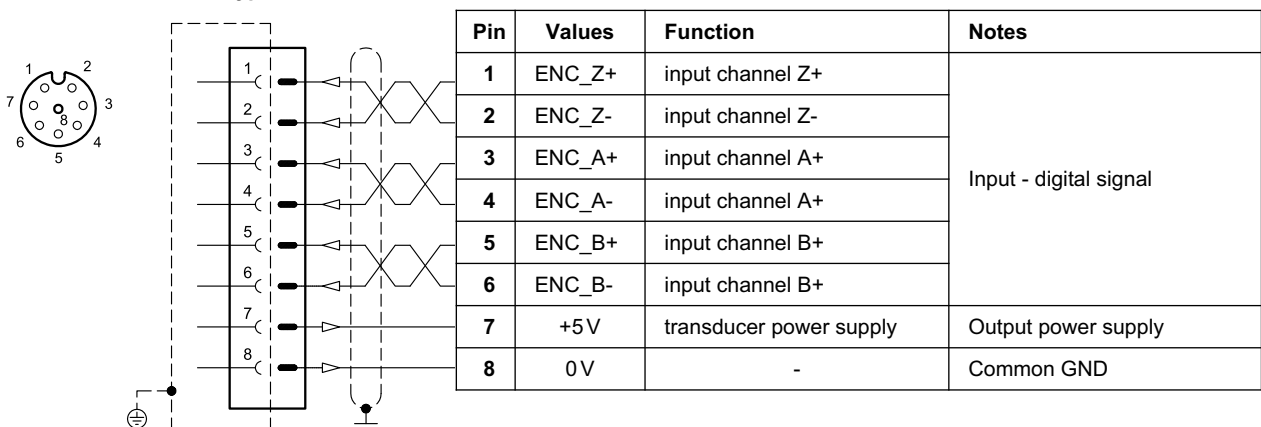 Pin Values Function Notes
1 ENC_Z+ input channel Z+
2 ENC_Z- input channel Z-
3 ENC_A+ input channel A+
4 ENC_A- input channel A+
5 ENC_B+ input channel B+
6 ENC_B- input channel B+
Input - digital signal
7 +5V transducer power supply Output power supply
8 0V - Common GND
1 2
7 8 3
6 4
5
1
2
3
4
5
6
7
8